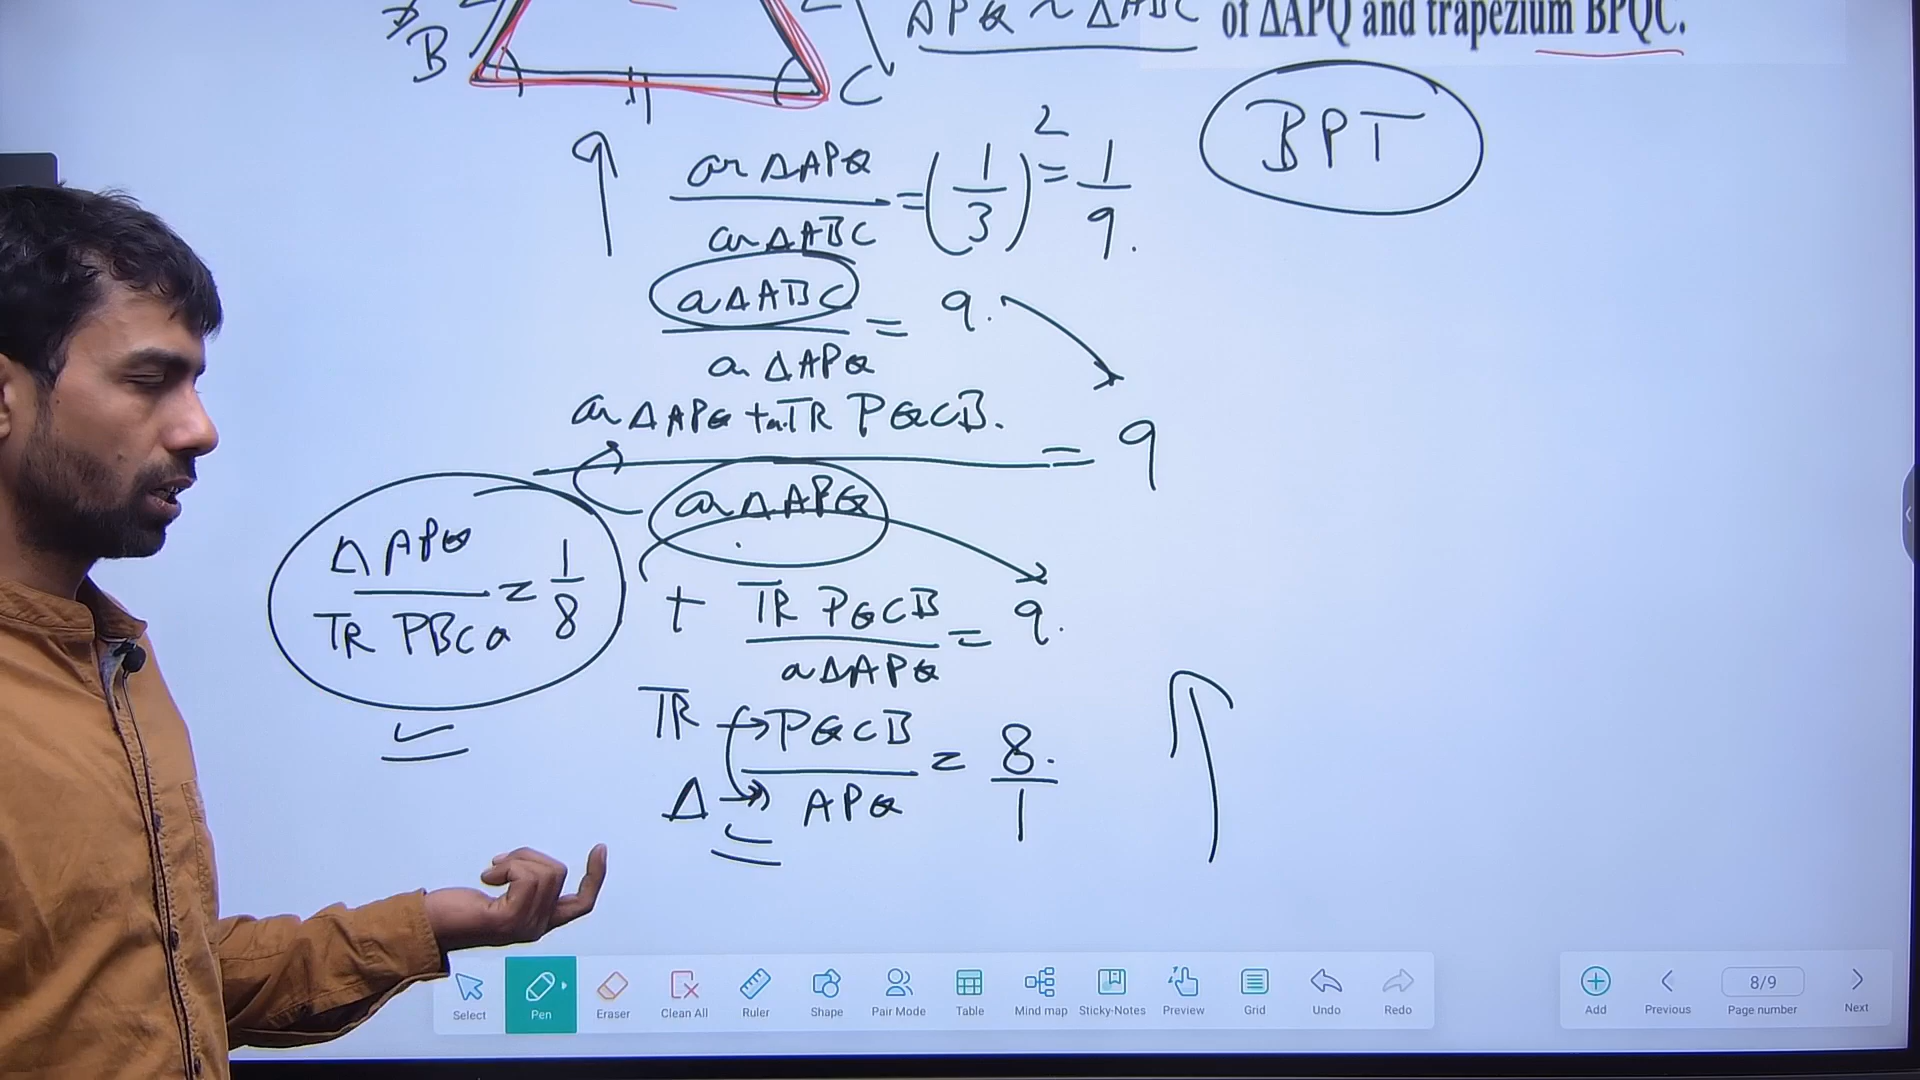 APQ ~ ΔABC of ΔAPQ and trapezium BPQC.
B
C
BPT
ar ΔAPQ / ar ΔABC = (1/3)² = 1/9.
a ΔABC / a ΔAPQ = 9.
ar ΔAPQ + TR PQCB. / ar ΔAPQ = 9
ΔAPQ / TR PBCQ = 1/8
+ TR PQCB / a ΔAPQ = 9.
TR → PQCB / Δ → APQ = 8. / 1
Select
Pen
Eraser
Clean All
Ruler
Shape
Pair Mode
Table
Mind map
Sticky-Notes
Preview
Grid
Undo
Redo
Add
Previous
8/9
Page number
Next